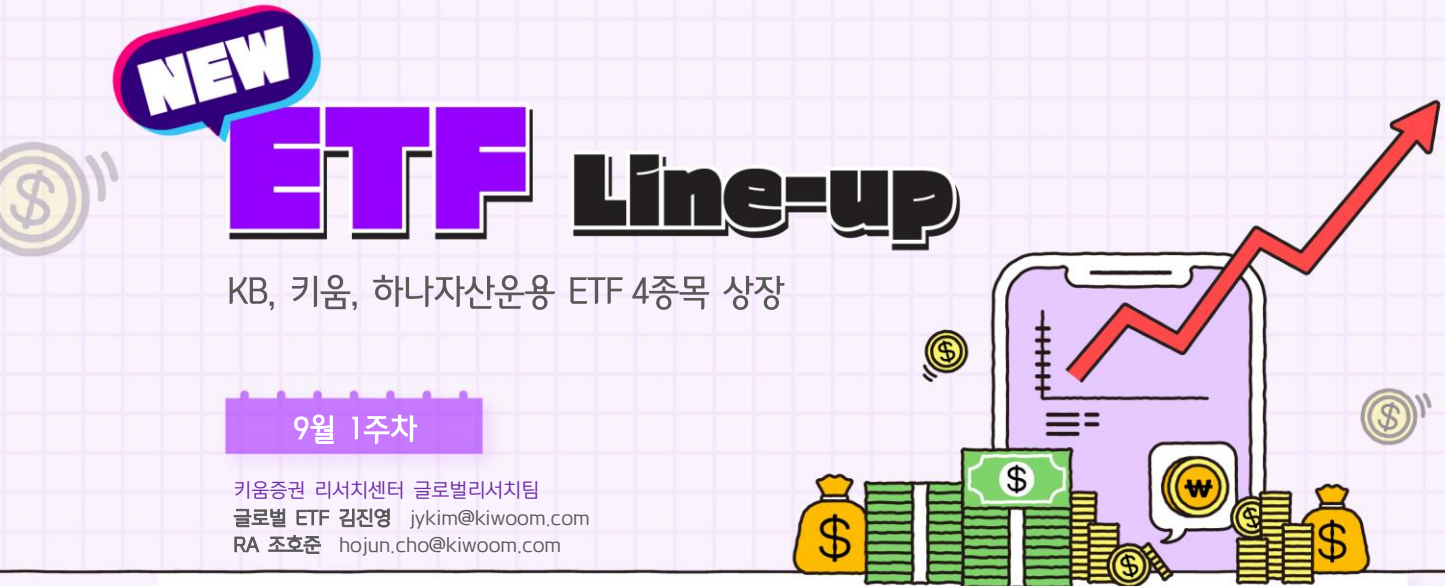 NEW
ETF Line-up
KB, 키움, 하나자산운용 ETF 4종목 상장
9월 1주차
키움증권 리서치센터 글로벌리서치팀
글로벌 ETF 김진영 jykim@kiwoom.com
RA 조호준 hojun.cho@kiwoom.com
$
$
$
$
$
₩
$
$
$